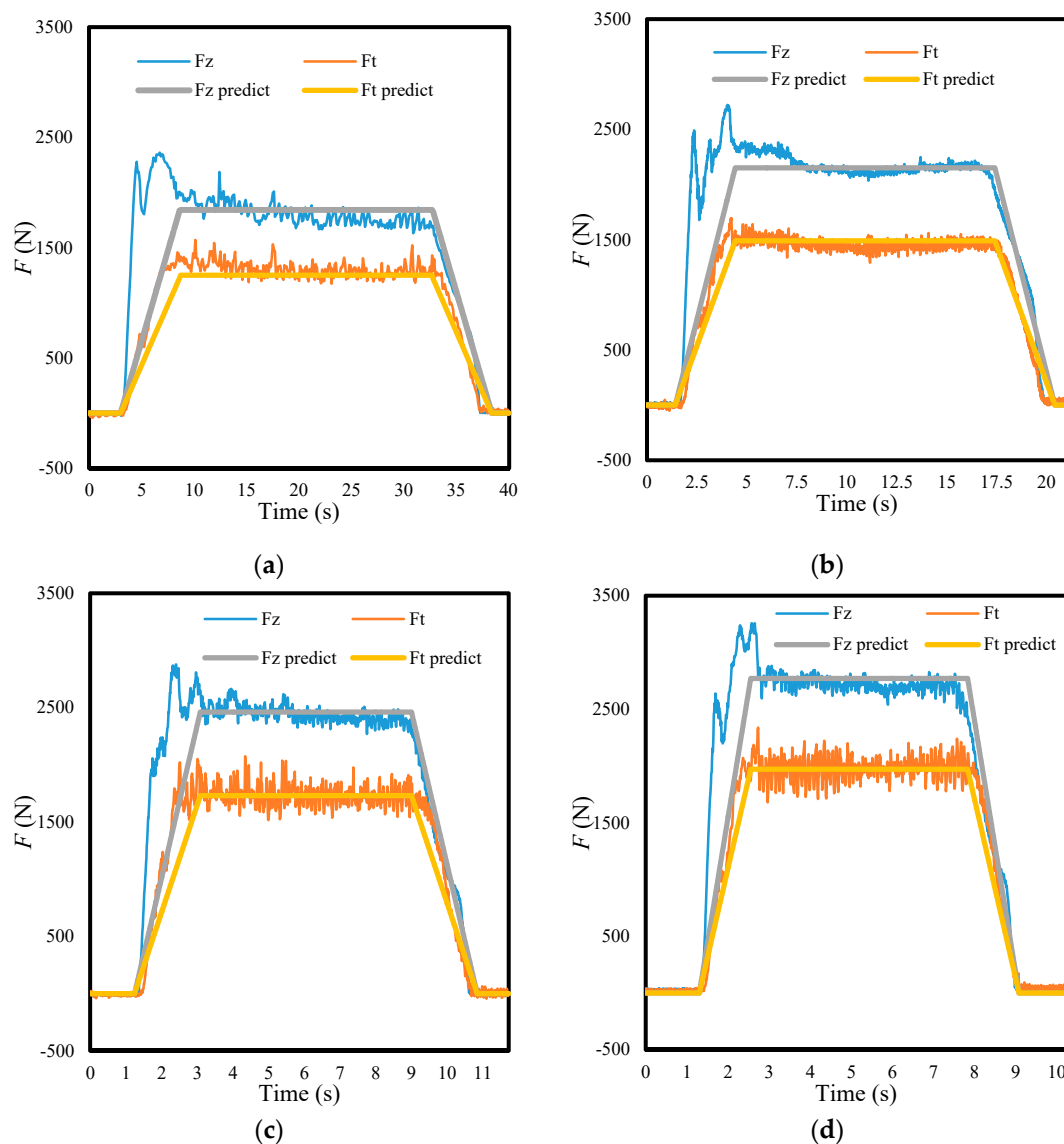 3500
2500
1500
500
-500
F (N)
Fz
Ft
Fz predict
Ft predict
0
5
10
15
20
25
30
35
40
Time (s)
(a)
3500
2500
1500
500
-500
F (N)
Fz
Ft
Fz predict
Ft predict
0
2.5
5
7.5
10
12.5
15
17.5
20
Time (s)
(b)
3500
2500
1500
500
-500
F (N)
Fz
Ft
Fz predict
Ft predict
0
1
2
3
4
5
6
7
8
9
10
11
Time (s)
(c)
3500
2500
1500
500
-500
F (N)
Fz
Ft
Fz predict
Ft predict
0
1
2
3
4
5
6
7
8
9
10
Time (s)
(d)